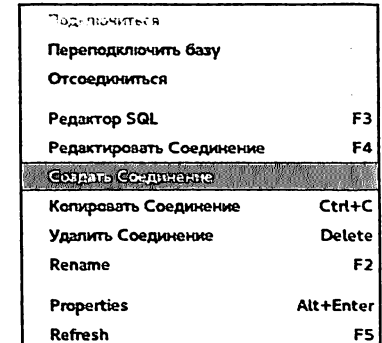 Подключиться
Переподключить базу
Отсоединиться
Редактор SQL F3
Редактировать Соединение F4
Создать Соединение
Копировать Соединение Ctrl+C
Удалить Соединение Delete
Rename F2
Properties Alt+Enter
Refresh F5